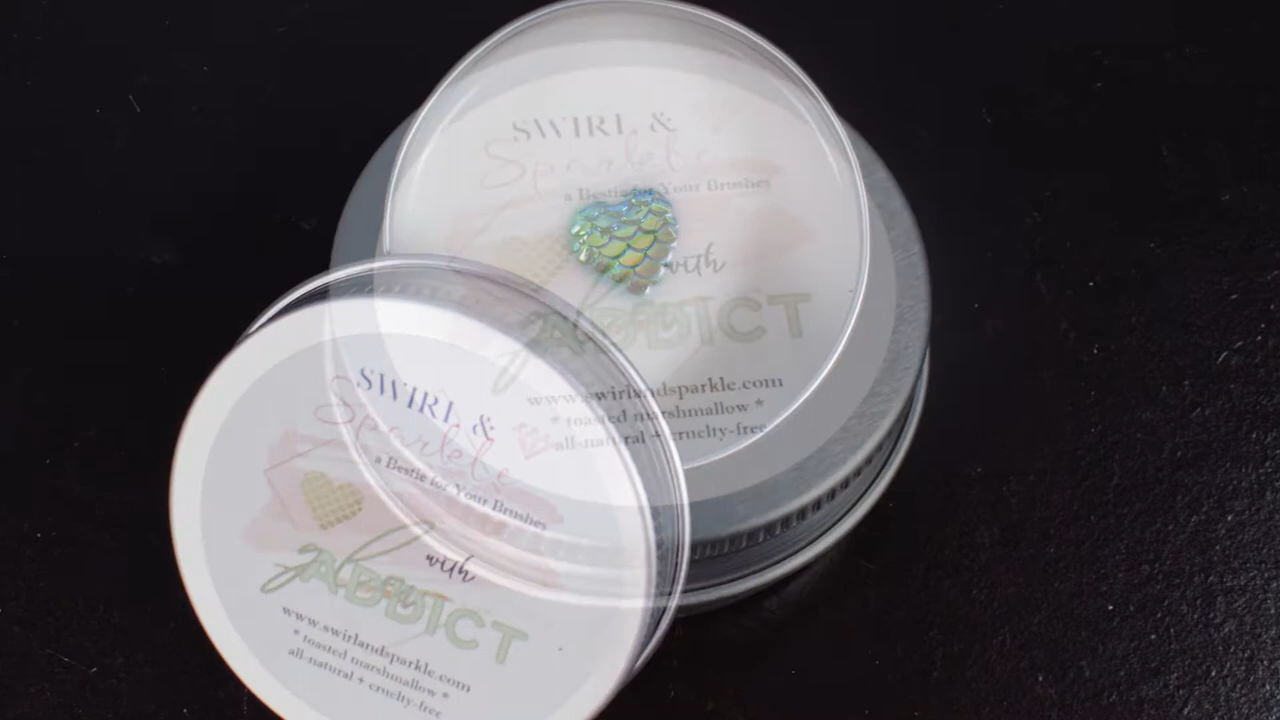 SWIRL &
Sparkle
a Bestie for Your Brushes
with
glam
ADDICT
www.swirlandsparkle.com
* toasted marshmallow *
all-natural + cruelty-free
SWIRL &
Sparkle
a Bestie for Your Brushes
with
ADDICT
www.swirlandsparkle.com
* toasted marshmallow *
all-natural + cruelty-free